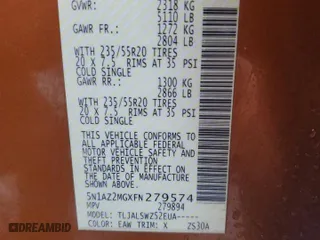 GVWR: 2318 KG
5110 LB
GAWR FR.: 1272 KG
2804 LB
WITH 235/55R20 TIRES
20 X 7.5 RIMS AT 35 PSI
COLD SINGLE
GAWR RR.: 1300 KG
2866 LB
WITH 235/55R20 TIRES
20 X 7.5 RIMS AT 35 PSI
COLD SINGLE
THIS VEHICLE CONFORMS TO
ALL APPLICABLE FEDERAL
MOTOR VEHICLE SAFETY AND
THEFT PREVENTION
STANDARDS IN EFFECT ON
THE DATE OF MANUFACTURE
SHOWN ABOVE.
5N1AZ2MGXFN279574
MPV 279894
TLJALSWZ52EUA-----
COLOR: EAW TRIM: X ZS30A
DREAMBID